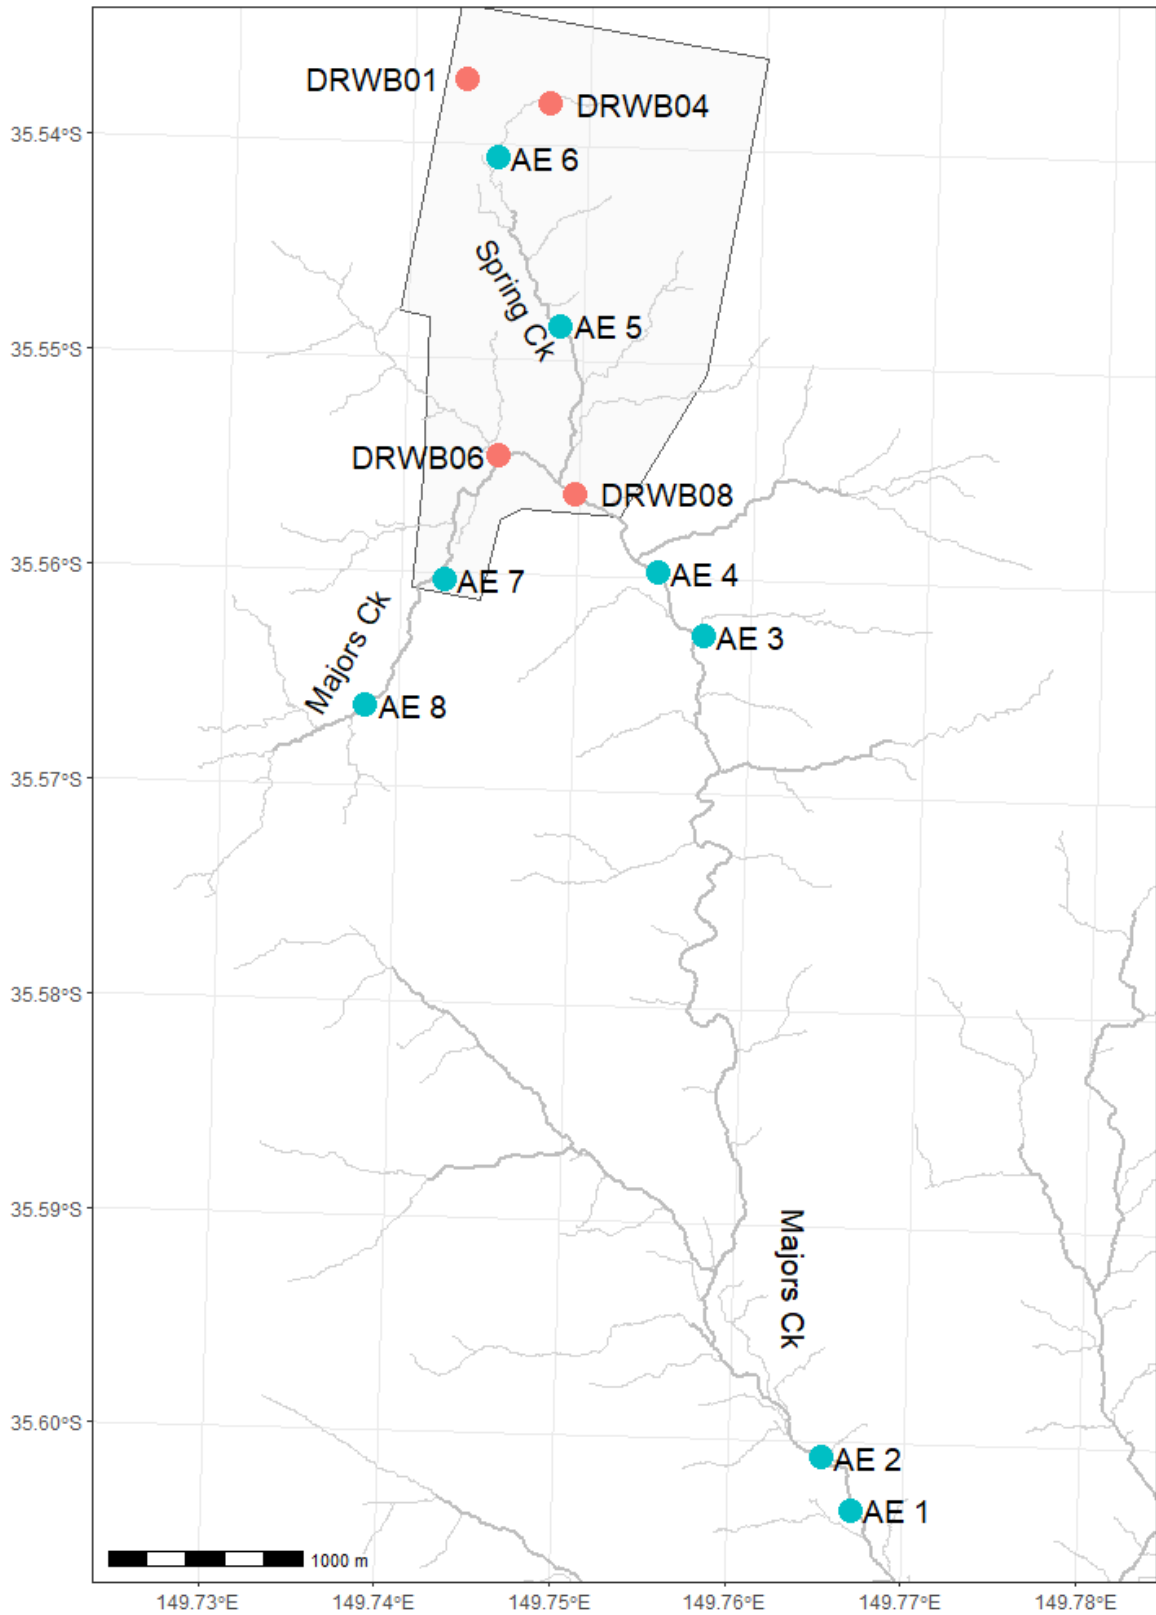 DRWB01
DRWB04
35.54°S
AE 6
Spring Ck
AE 5
35.55°S
DRWB06
DRWB08
35.56°S
AE 7
AE 4
Majors Ck
AE 3
AE 8
35.57°S
35.58°S
35.59°S
Majors Ck
35.60°S
AE 2
AE 1
1000 m
149.73°E
149.74°E
149.75°E
149.76°E
149.77°E
149.78°E